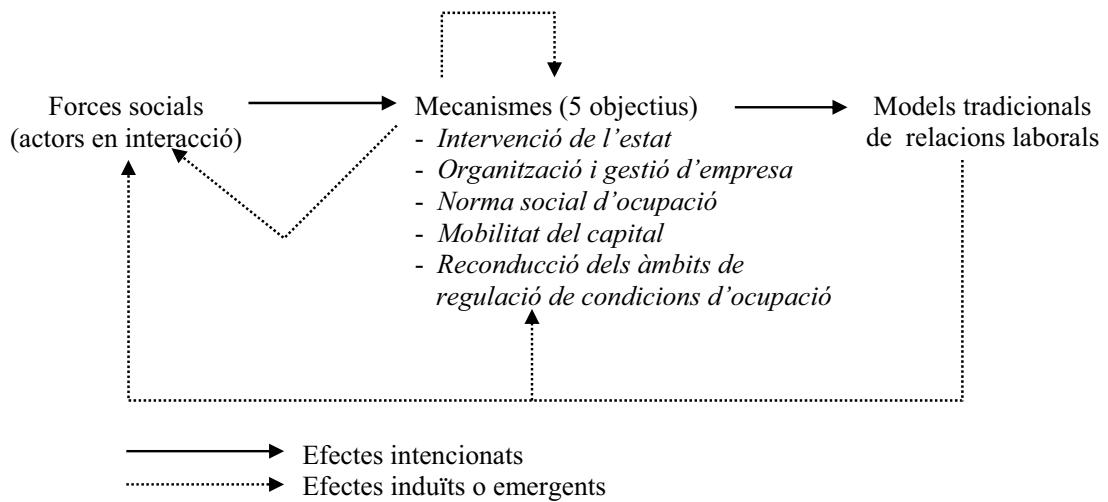 Forces socials
(actors en interacció)
Mecanismes (5 objectius)
- Intervenció de l’estat
- Organització i gestió d’empresa
- Norma social d’ocupació
- Mobilitat del capital
- Reconducció dels àmbits de
regulació de condicions d’ocupació
Models tradicionals
de relacions laborals
Efectes intencionats
Efectes induïts o emergents